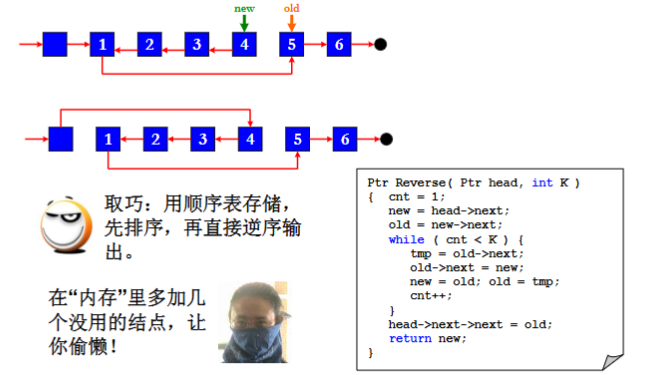 new old
1 2 3 4 5 6
1 2 3 4 5 6
取巧：用顺序表存储，
先排序，再直接逆序输
出。
在“内存”里多加几
个没用的结点，让
你偷懒！
Ptr Reverse( Ptr head, int K )
{  cnt = 1;
   new = head->next;
   old = new->next;
   while ( cnt < K ) {
      tmp = old->next;
      old->next = new;
      new = old; old = tmp;
      cnt++;
   }
   head->next->next = old;
   return new;
}